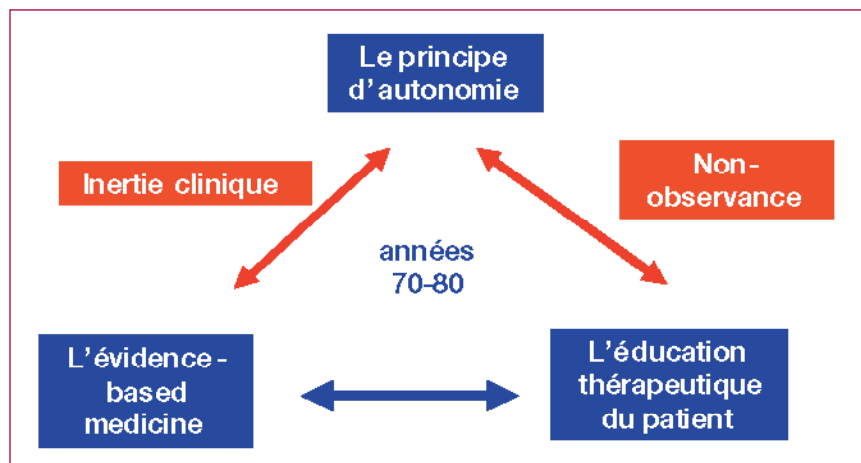 Le principe
d'autonomie
Inertie clinique
Non-
observance
années
70-80
L'évidence-
based
medicine
L'éducation
thérapeutique
du patient